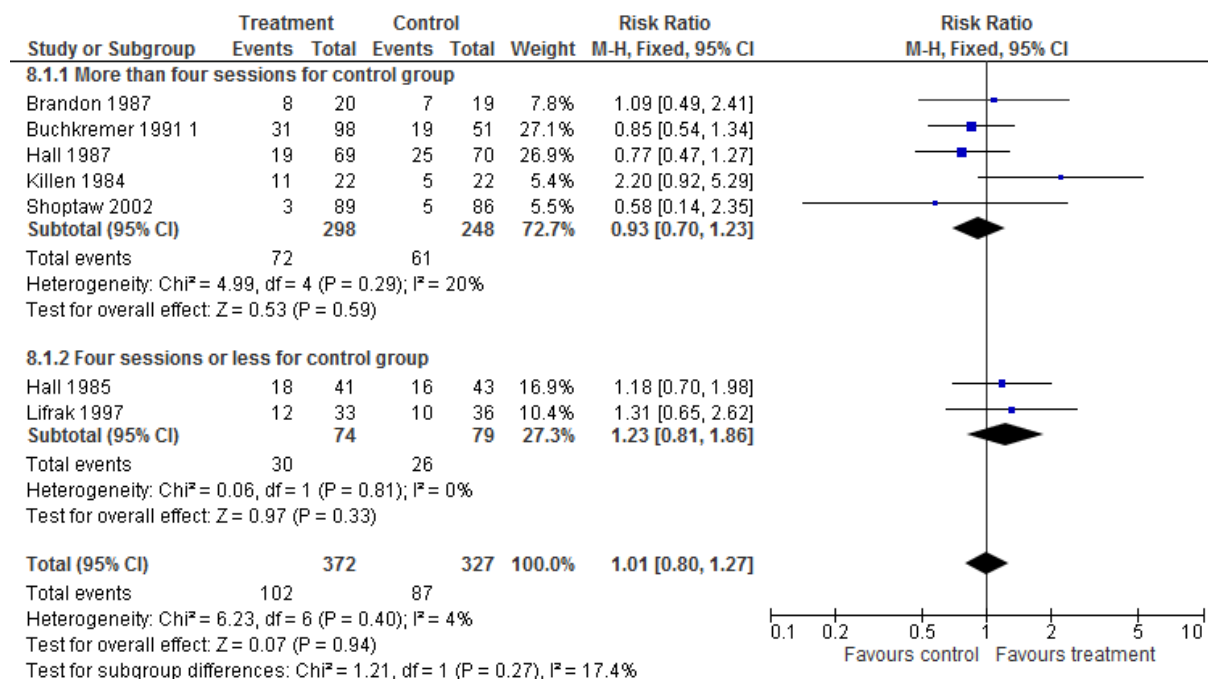 Treatment Control Risk Ratio Risk Ratio
Study or Subgroup Events Total Events Total Weight M-H, Fixed, 95% CI M-H, Fixed, 95% CI
8.1.1 More than four sessions for control group
Brandon 1987 8 20 7 19 7.8% 1.09 [0.49, 2.41]
Buchkremer 1991 1 31 98 19 51 27.1% 0.85 [0.54, 1.34]
Hall 1987 19 69 25 70 26.9% 0.77 [0.47, 1.27]
Killen 1984 11 22 5 22 5.4% 2.20 [0.92, 5.29]
Shoptaw 2002 3 89 5 86 5.5% 0.58 [0.14, 2.35]
Subtotal (95% CI) 298 248 72.7% 0.93 [0.70, 1.23]
Total events 72 61
Heterogeneity: Chi² = 4.99, df = 4 (P = 0.29); I² = 20%
Test for overall effect: Z = 0.53 (P = 0.59)
8.1.2 Four sessions or less for control group
Hall 1985 18 41 16 43 16.9% 1.18 [0.70, 1.98]
Lifrak 1997 12 33 10 36 10.4% 1.31 [0.65, 2.62]
Subtotal (95% CI) 74 79 27.3% 1.23 [0.81, 1.86]
Total events 30 26
Heterogeneity: Chi² = 0.06, df = 1 (P = 0.81); I² = 0%
Test for overall effect: Z = 0.97 (P = 0.33)
Total (95% CI) 372 327 100.0% 1.01 [0.80, 1.27]
Total events 102 87
Heterogeneity: Chi² = 6.23, df = 6 (P = 0.40); I² = 4%
Test for overall effect: Z = 0.07 (P = 0.94)
Test for subgroup differences: Chi² = 1.21, df = 1 (P = 0.27), I² = 17.4%
0.1 0.2 0.5 1 2 5 10
Favours control Favours treatment